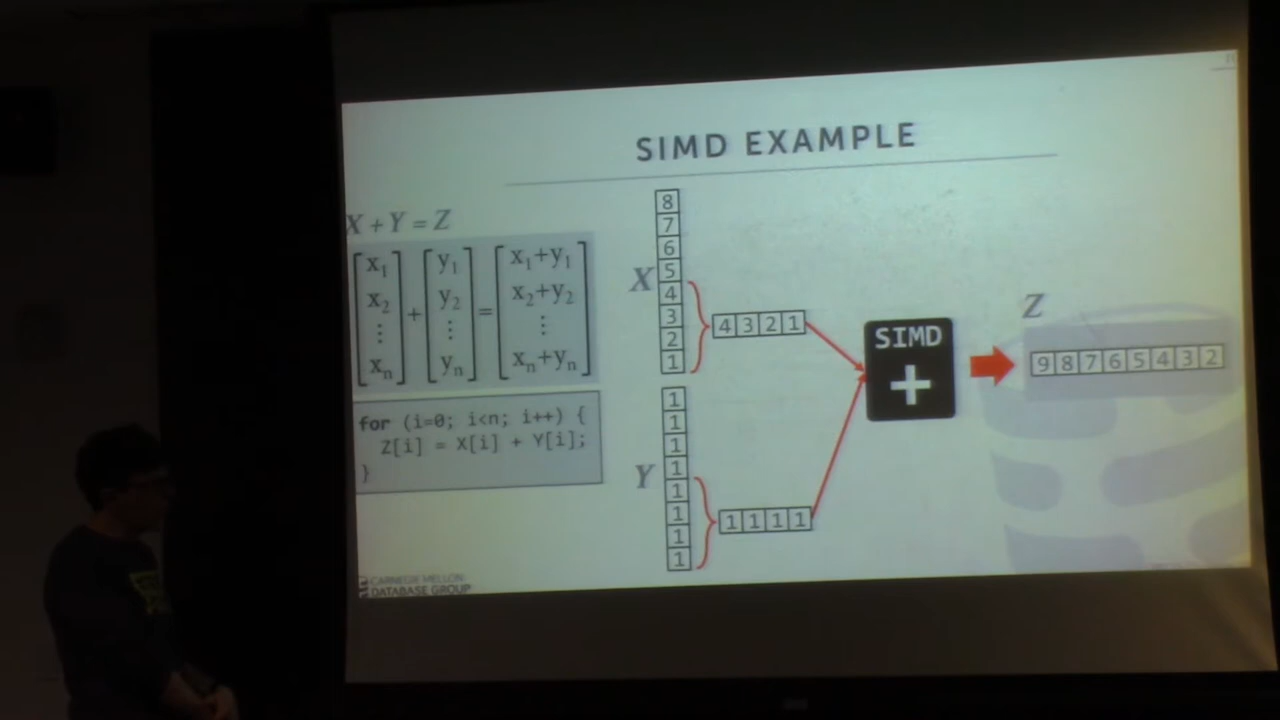 SIMD EXAMPLE
X + Y = Z
x1 y1 x1+y1
x2 + y2 = x2+y2
⋮ ⋮ ⋮
xn yn xn+yn
for (i=0; i<n; i++) {
Z[i] = X[i] + Y[i];
}
X
8
7
6
5
4
3
2
1
4 3 2 1
Y
1
1
1
1
1
1
1
1
1 1 1 1
SIMD
+
Z
9 8 7 6 5 4 3 2
CARNEGIE MELLON
DATABASE GROUP